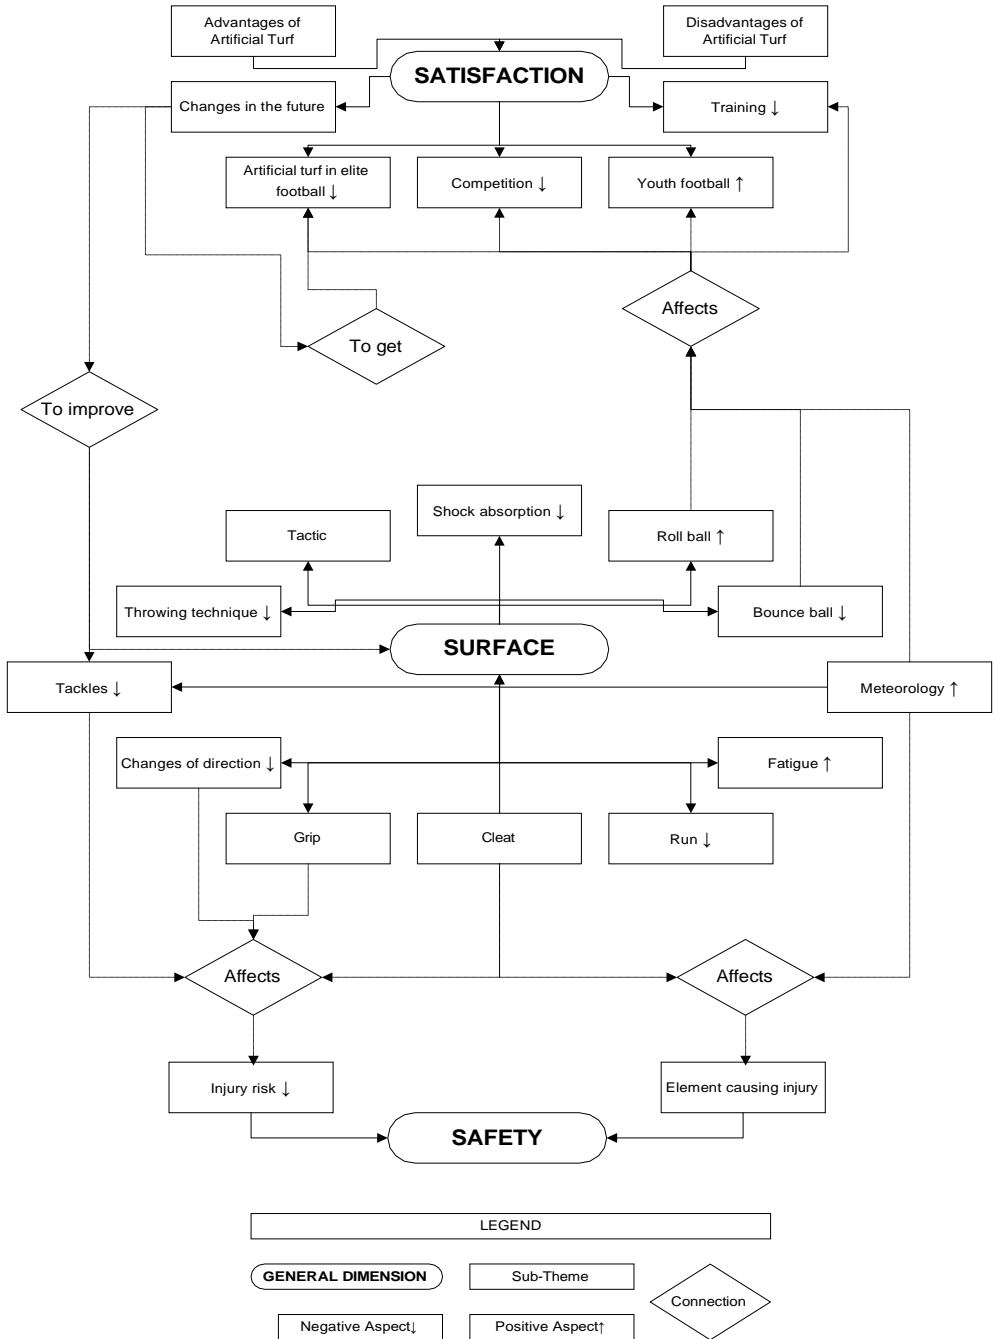 Advantages of
Artificial Turf
Disadvantages of
Artificial Turf
SATISFACTION
Changes in the future
Training ↓
Artificial turf in elite
football ↓
Competition ↓
Youth football ↑
Affects
To get
To improve
Shock absorption ↓
Tactic
Roll ball ↑
Throwing technique ↓
Bounce ball ↓
SURFACE
Tackles ↓
Meteorology ↑
Changes of direction ↓
Fatigue ↑
Grip
Cleat
Run ↓
Affects
Affects
Injury risk ↓
Element causing injury
SAFETY
LEGEND
GENERAL DIMENSION
Sub-Theme
Connection
Negative Aspect↓
Positive Aspect↑